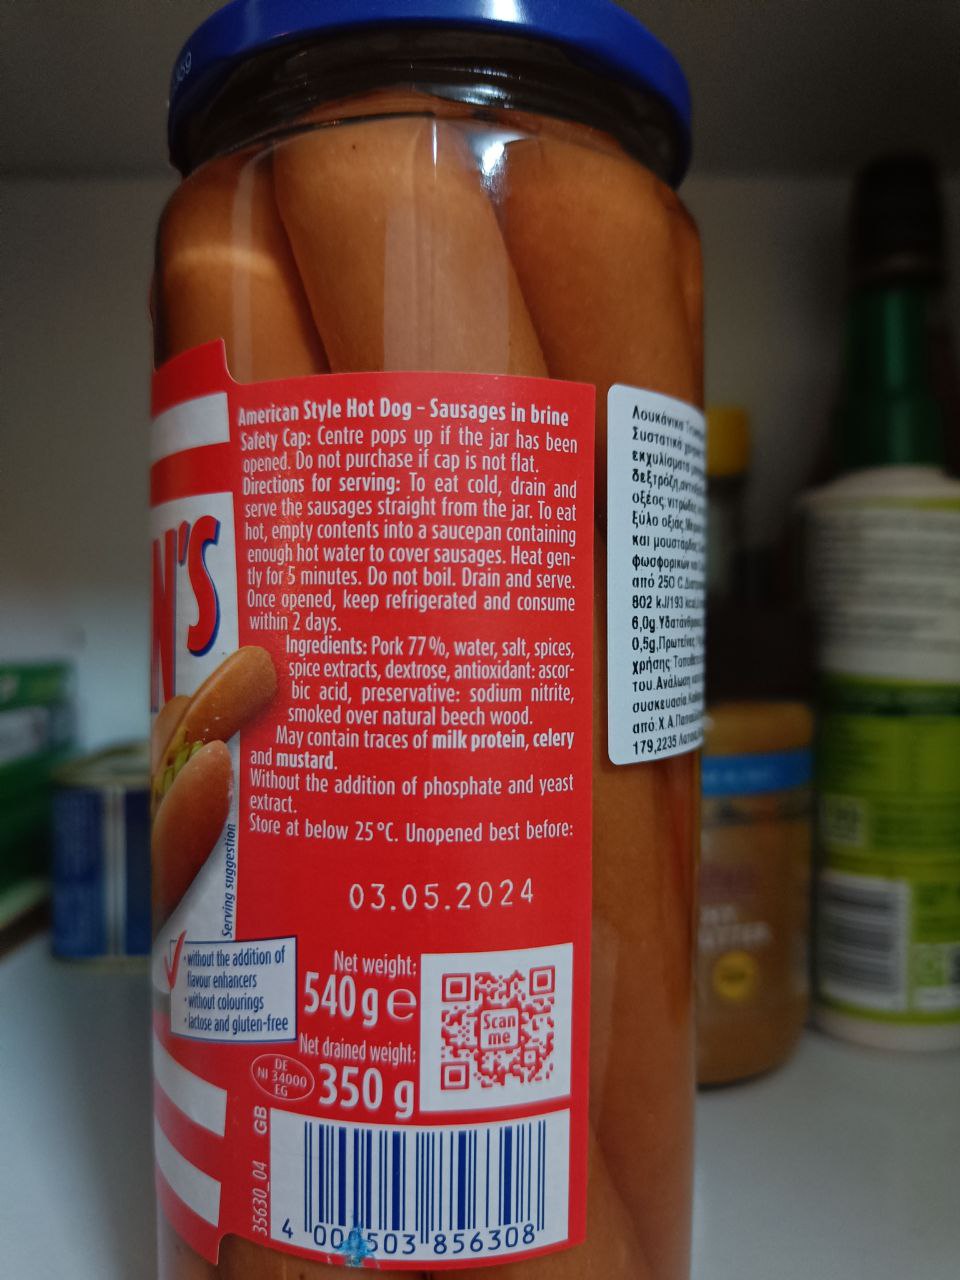 N'S
American Style Hot Dog – Sausages in brine
Safety Cap: Centre pops up if the jar has been
opened. Do not purchase if cap is not flat.
Directions for serving: To eat cold, drain and
serve the sausages straight from the jar. To eat
hot, empty contents into a saucepan containing
enough hot water to cover sausages. Heat gen-
tly for 5 minutes. Do not boil. Drain and serve.
Once opened, keep refrigerated and consume
within 2 days.
Ingredients: Pork 77%, water, salt, spices,
spice extracts, dextrose, antioxidant: ascor-
bic acid, preservative: sodium nitrite,
smoked over natural beech wood.
May contain traces of milk protein, celery
and mustard.
Without the addition of phosphate and yeast
extract.
Store at below 25°C. Unopened best before:
03.05.2024
Serving suggestion
• without the addition of
flavour enhancers
• without colourings
• lactose and gluten-free
Net weight:
540 g e
Net drained weight:
350 g
Scan
me
DE
NI 34000
EG
35630_04 GB
4 000503 856308
Λουκάνικα
Συστατικά
εκχυλίσματα
δεξτρόζη,
οξέος,
ξύλο οξιάς.
και μουστάρδας.
φωσφορικών
από 250 C.
802 kJ/193
6,0g
0,5g,Πρωτεΐνες
χρήσης:
του.Ανάλωση
συσκευασία.
από: Χ.Α.
179,2235